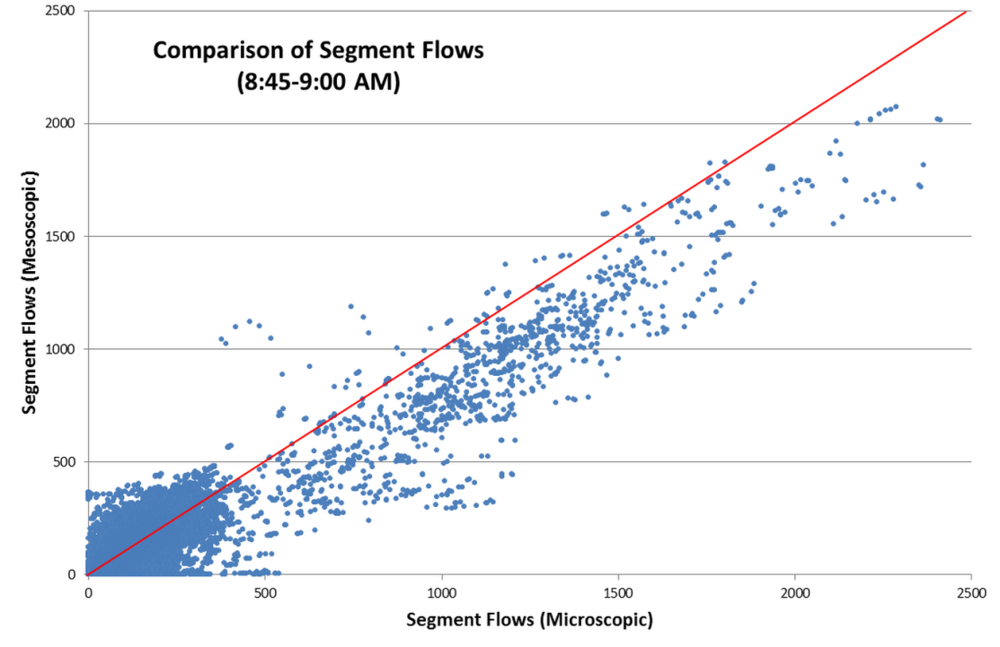 Comparison of Segment Flows
(8:45-9:00 AM)
2500
2000
1500
1000
500
0
Segment Flows (Mesoscopic)
0 500 1000 1500 2000 2500
Segment Flows (Microscopic)